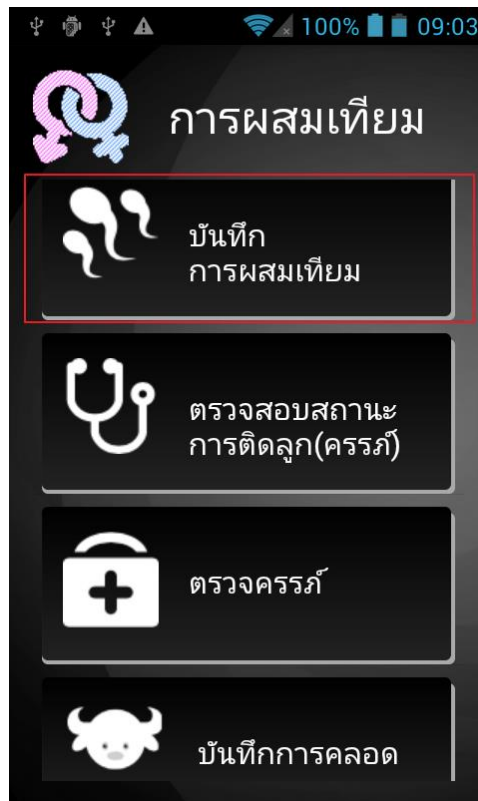 100% 09:03
การผสมเทียม
บันทึก
การผสมเทียม
ตรวจสอบสถานะ
การติดลูก(ครรภ์)
ตรวจครรภ์
บันทึกการคลอด